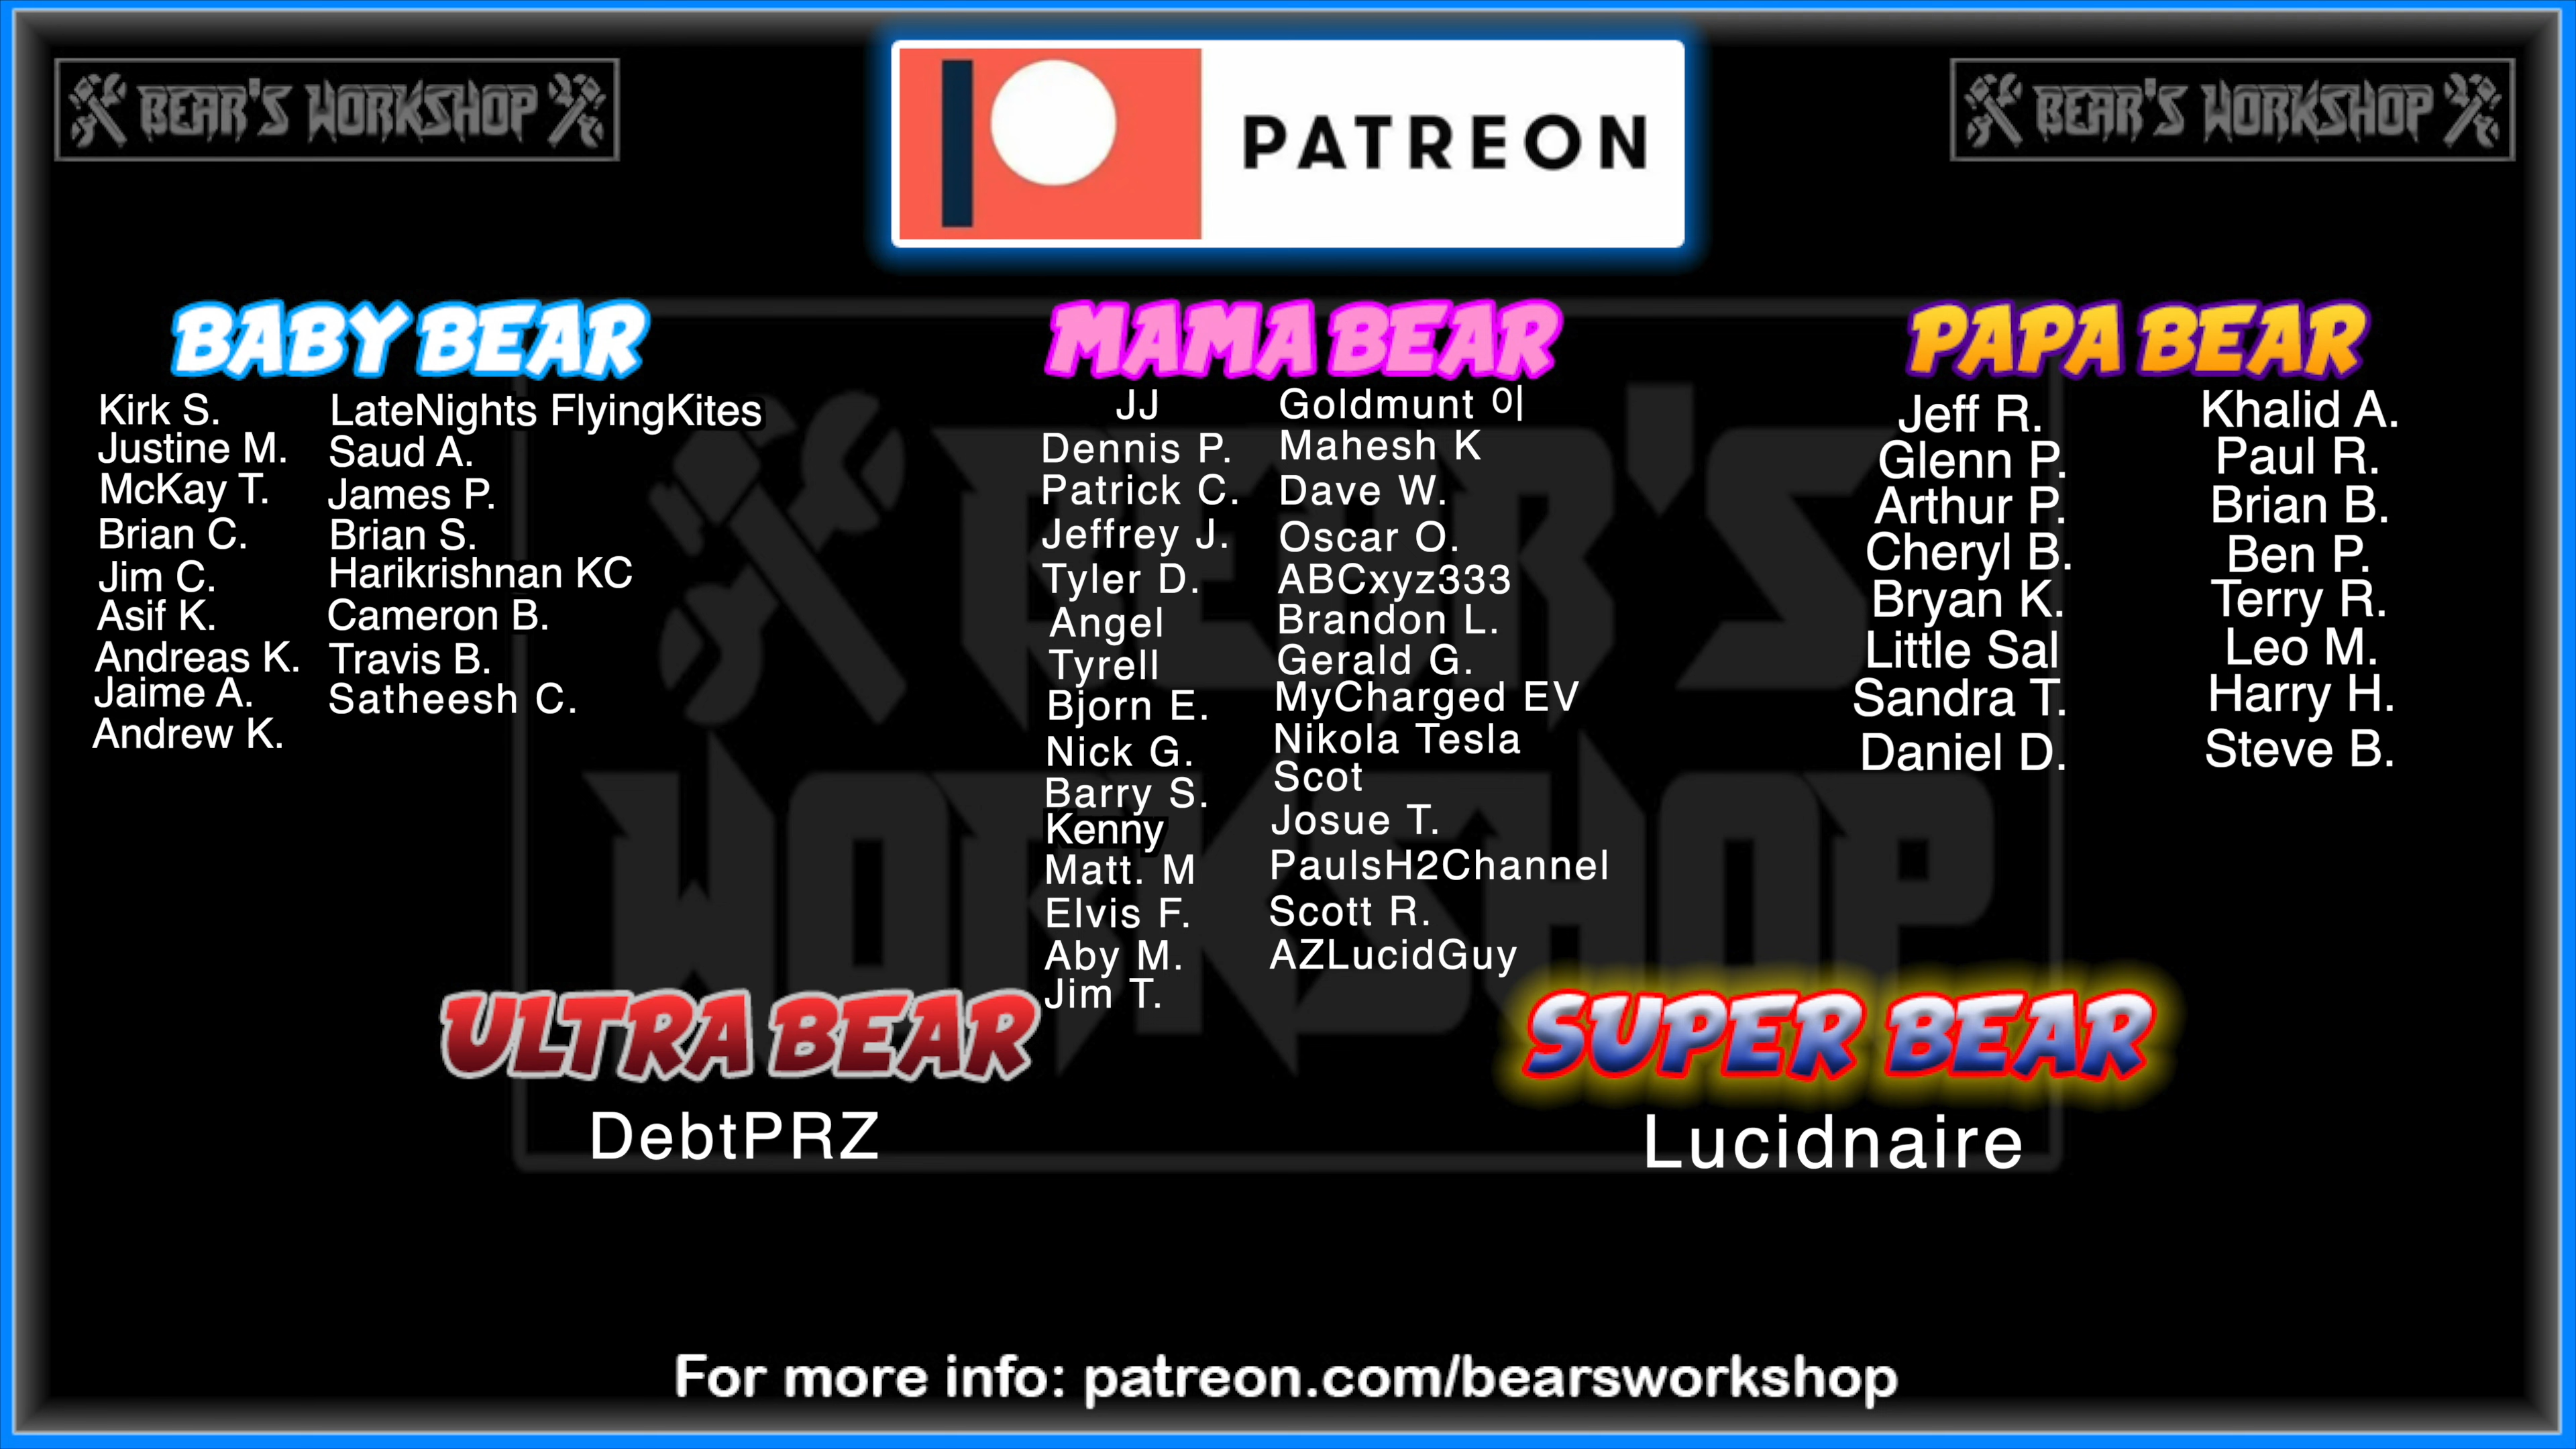 BEAR'S WORKSHOP
PATREON
BEAR'S WORKSHOP
BABY BEAR
Kirk S.
Justine M.
McKay T.
Brian C.
Jim C.
Asif K.
Andreas K.
Jaime A.
Andrew K.
LateNights FlyingKites
Saud A.
James P.
Brian S.
Harikrishnan KC
Cameron B.
Travis B.
Satheesh C.
MAMA BEAR
JJ
Dennis P.
Patrick C.
Jeffrey J.
Tyler D.
Angel
Tyrell
Bjorn E.
Nick G.
Barry S.
Kenny
Matt. M
Elvis F.
Aby M.
Jim T.
Goldmunt 이
Mahesh K
Dave W.
Oscar O.
ABCxyz333
Brandon L.
Gerald G.
MyCharged EV
Nikola Tesla
Scot
Josue T.
PaulsH2Channel
Scott R.
AZLucidGuy
PAPA BEAR
Jeff R.
Glenn P.
Arthur P.
Cheryl B.
Bryan K.
Little Sal
Sandra T.
Daniel D.
Khalid A.
Paul R.
Brian B.
Ben P.
Terry R.
Leo M.
Harry H.
Steve B.
BEAR'S
WORKSHOP
ULTRA BEAR
DebtPRZ
SUPER BEAR
Lucidnaire
For more info: patreon.com/bearsworkshop